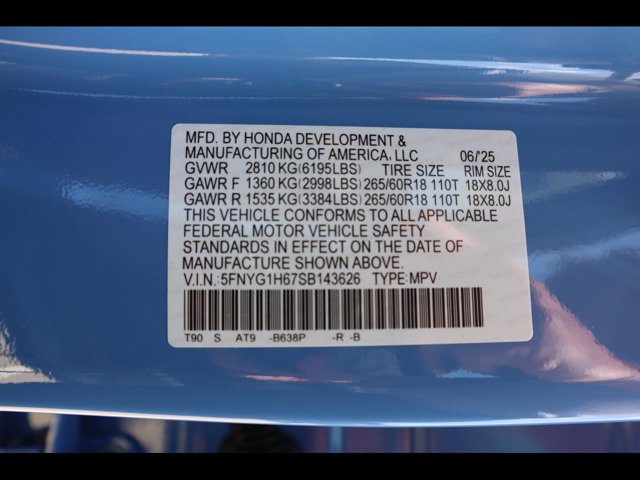 MFD. BY HONDA DEVELOPMENT &
MANUFACTURING OF AMERICA, LLC 06/'25
GVWR 2810 KG(6195LBS) TIRE SIZE RIM SIZE
GAWR F 1360 KG(2998LBS) 265/60R18 110T 18X8.0J
GAWR R 1535 KG(3384LBS) 265/60R18 110T 18X8.0J
THIS VEHICLE CONFORMS TO ALL APPLICABLE
FEDERAL MOTOR VEHICLE SAFETY
STANDARDS IN EFFECT ON THE DATE OF
MANUFACTURE SHOWN ABOVE.
V.I.N.:5FNYG1H67SB143626 TYPE:MPV
T90 S AT9 -B638P -R -B